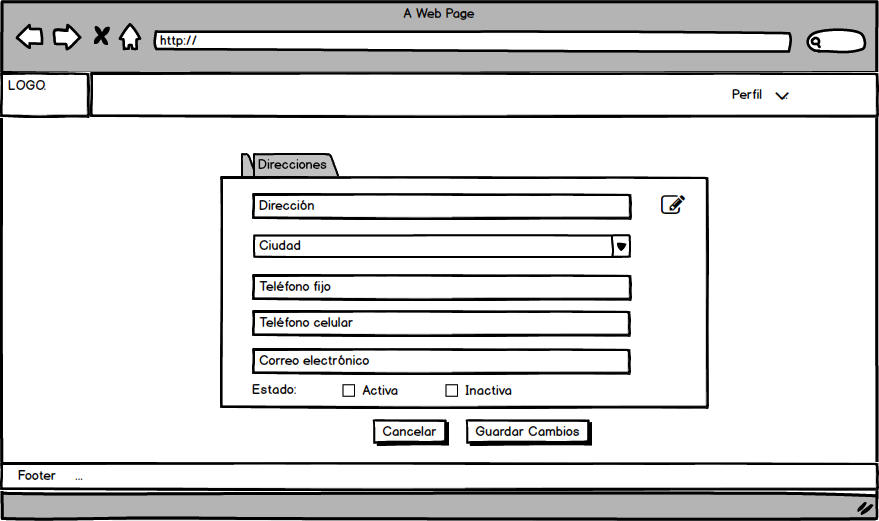 A Web Page
http://
LOGO.
Perfil
Direcciones
Dirección
Ciudad
Teléfono fijo
Teléfono celular
Correo electrónico
Estado: Activa Inactiva
Cancelar Guardar Cambios
Footer ...